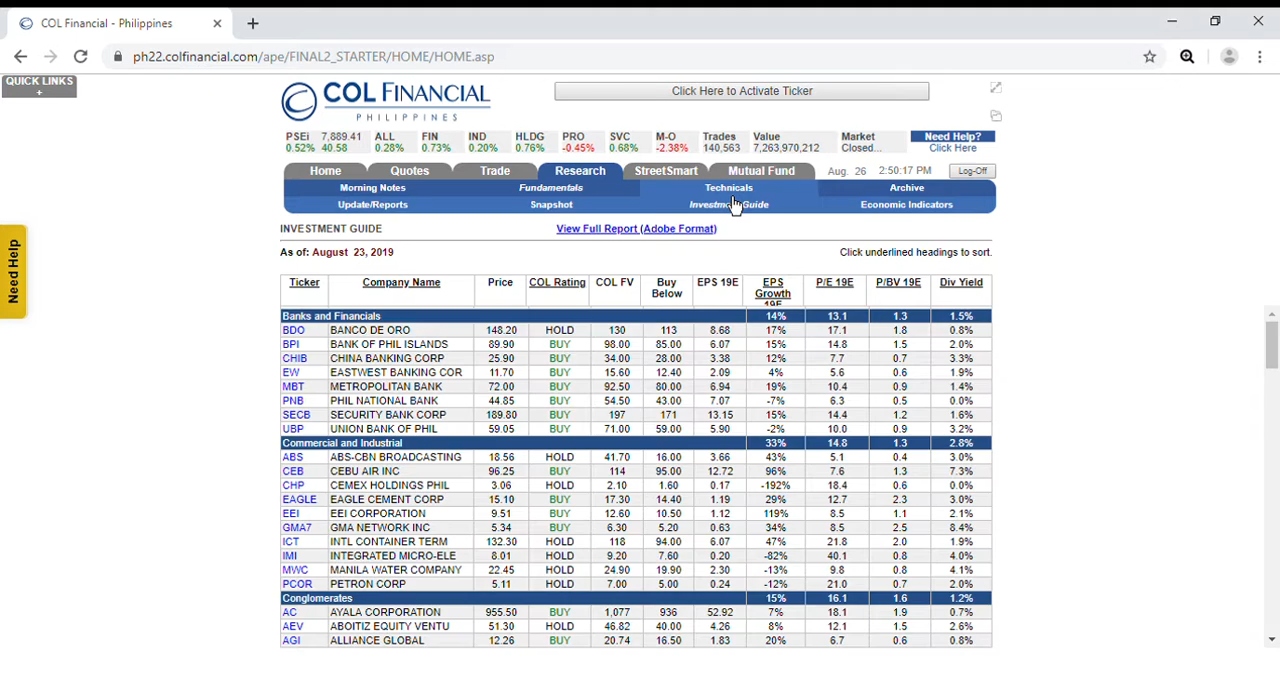 COL Financial - Philippines
ph22.colfinancial.com/ape/FINAL2_STARTER/HOME/HOME.asp
QUICK LINKS
+
COL FINANCIAL
PHILIPPINES
Click Here to Activate Ticker
PSEi 7,889.41 ALL FIN IND HLDG PRO SVC M-O Trades Value Market Need Help?
0.52% 40.58 0.28% 0.73% 0.20% 0.76% -0.45% 0.68% -2.38% 140,563 7,263,970,212 Closed... Click Here
Home Quotes Trade Research StreetSmart Mutual Fund Aug. 26 2:50:17 PM Log-Off
Morning Notes Fundamentals Technicals Archive
Update/Reports Snapshot Investment Guide Economic Indicators
Need Help
INVESTMENT GUIDE View Full Report (Adobe Format)
As of: August 23, 2019 Click underlined headings to sort.
Ticker Company Name Price COL Rating COL FV Buy Below EPS 19E EPS Growth 19E P/E 19E P/BV 19E Div Yield
Banks and Financials 14% 13.1 1.3 1.5%
BDO BANCO DE ORO 148.20 HOLD 130 113 8.68 17% 17.1 1.8 0.8%
BPI BANK OF PHIL ISLANDS 89.90 BUY 98.00 85.00 6.07 15% 14.8 1.5 2.0%
CHIB CHINA BANKING CORP 25.90 BUY 34.00 28.00 3.38 12% 7.7 0.7 3.3%
EW EASTWEST BANKING COR 11.70 BUY 15.60 12.40 2.09 4% 5.6 0.6 1.9%
MBT METROPOLITAN BANK 72.00 BUY 92.50 80.00 6.94 19% 10.4 0.9 1.4%
PNB PHIL NATIONAL BANK 44.85 BUY 54.50 43.00 7.07 -7% 6.3 0.5 0.0%
SECB SECURITY BANK CORP 189.80 BUY 197 171 13.15 15% 14.4 1.2 1.6%
UBP UNION BANK OF PHIL 59.05 BUY 71.00 59.00 5.90 -2% 10.0 0.9 3.2%
Commercial and Industrial 33% 14.8 1.3 2.8%
ABS ABS-CBN BROADCASTING 18.56 HOLD 41.70 16.00 3.66 43% 5.1 0.4 3.0%
CEB CEBU AIR INC 96.25 BUY 114 95.00 12.72 96% 7.6 1.3 7.3%
CHP CEMEX HOLDINGS PHIL 3.06 HOLD 2.10 1.60 0.17 -192% 18.4 0.6 0.0%
EAGLE EAGLE CEMENT CORP 15.10 BUY 17.30 14.40 1.19 29% 12.7 2.3 3.0%
EEI EEI CORPORATION 9.51 BUY 12.60 10.50 1.12 119% 8.5 1.1 2.1%
GMA7 GMA NETWORK INC 5.34 BUY 6.30 5.20 0.63 34% 8.5 2.5 8.4%
ICT INTL CONTAINER TERM 132.30 HOLD 118 94.00 6.07 47% 21.8 2.0 1.9%
IMI INTEGRATED MICRO-ELE 8.01 HOLD 9.20 7.60 0.20 -82% 40.1 0.8 4.0%
MWC MANILA WATER COMPANY 22.45 HOLD 24.90 19.90 2.30 -13% 9.8 0.8 4.1%
PCOR PETRON CORP 5.11 HOLD 7.00 5.00 0.24 -12% 21.0 0.7 2.0%
Conglomerates 15% 16.1 1.6 1.2%
AC AYALA CORPORATION 955.50 BUY 1,077 936 52.92 7% 18.1 1.9 0.7%
AEV ABOITIZ EQUITY VENTU 51.30 HOLD 46.82 40.00 4.26 8% 12.1 1.5 2.6%
AGI ALLIANCE GLOBAL 12.26 BUY 20.74 16.50 1.83 20% 6.7 0.6 0.8%